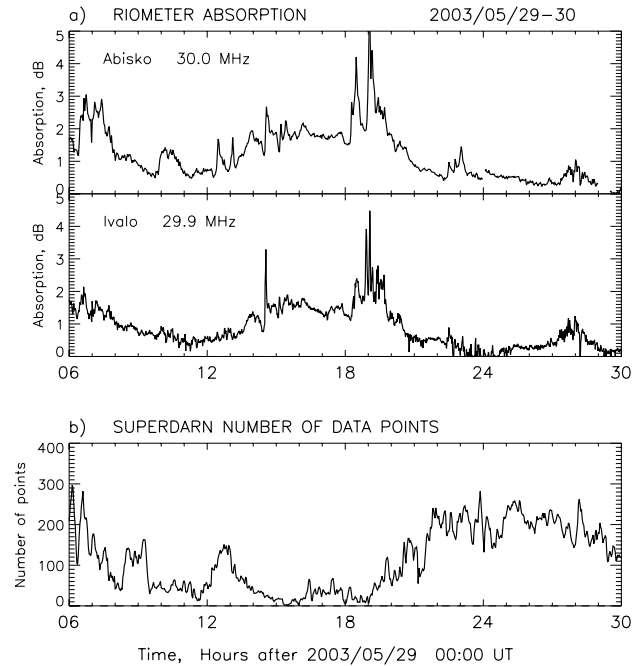 a) RIOMETER ABSORPTION 2003/05/29-30
Abisko 30.0 MHz
Absorption, dB
5
4
3
2
1
0
Ivalo 29.9 MHz
Absorption, dB
5
4
3
2
1
0
06 12 18 24 30
b) SUPERDARN NUMBER OF DATA POINTS
Number of points
400
300
200
100
0
06 12 18 24 30
Time, Hours after 2003/05/29 00:00 UT